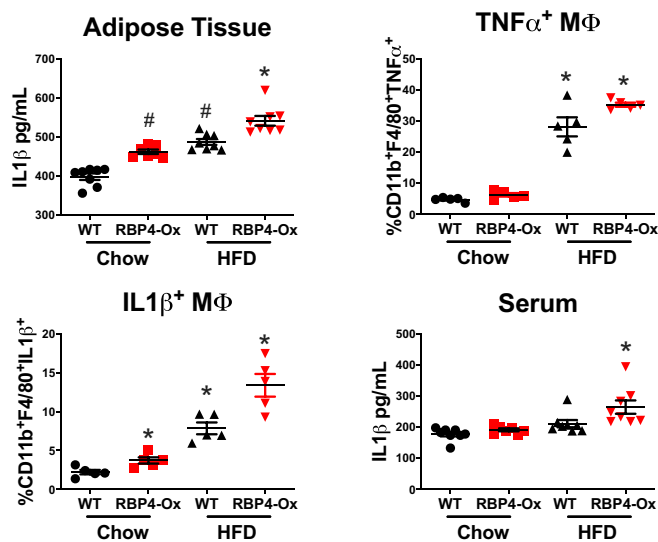 Adipose Tissue
IL1β pg/mL
700
600
500
400
300
#
#
*
WT RBP4-Ox WT RBP4-Ox
Chow HFD
TNFα⁺ MΦ
%CD11b⁺F4/80⁺TNFα⁺
50
40
30
20
10
0
*
*
WT RBP4-Ox WT RBP4-Ox
Chow HFD
IL1β⁺ MΦ
%CD11b⁺F4/80⁺IL1β⁺
20
15
10
5
0
*
*
*
WT RBP4-Ox WT RBP4-Ox
Chow HFD
Serum
IL1β pg/mL
500
400
300
200
100
0
*
WT RBP4-Ox WT RBP4-Ox
Chow HFD